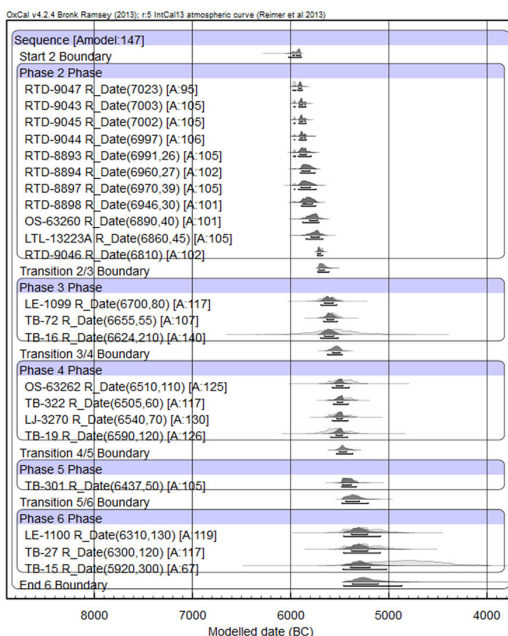 OxCal v4.2.4 Bronk Ramsey (2013); r:5 IntCal13 atmospheric curve (Reimer et al 2013)
Sequence [Amodel:147]
Start 2 Boundary
Phase 2 Phase
RTD-9047 R_Date(7023) [A:95]
RTD-9043 R_Date(7003) [A:105]
RTD-9045 R_Date(7002) [A:105]
RTD-9044 R_Date(6997) [A:106]
RTD-8893 R_Date(6991,26) [A:105]
RTD-8894 R_Date(6960,27) [A:102]
RTD-8897 R_Date(6970,39) [A:105]
RTD-8898 R_Date(6946,30) [A:101]
OS-63260 R_Date(6890,40) [A:101]
LTL-13223A R_Date(6860,45) [A:105]
RTD-9046 R_Date(6810) [A:102]
Transition 2/3 Boundary
Phase 3 Phase
LE-1099 R_Date(6700,80) [A:117]
TB-72 R_Date(6655,55) [A:107]
TB-16 R_Date(6624,210) [A:140]
Transition 3/4 Boundary
Phase 4 Phase
OS-63262 R_Date(6510,110) [A:125]
TB-322 R_Date(6505,60) [A:117]
LJ-3270 R_Date(6540,70) [A:130]
TB-19 R_Date(6590,120) [A:126]
Transition 4/5 Boundary
Phase 5 Phase
TB-301 R_Date(6437,50) [A:105]
Transition 5/6 Boundary
Phase 6 Phase
LE-1100 R_Date(6310,130) [A:119]
TB-27 R_Date(6300,120) [A:117]
TB-15 R_Date(5920,300) [A:67]
End 6 Boundary
8000 7000 6000 5000 4000
Modelled date (BC)